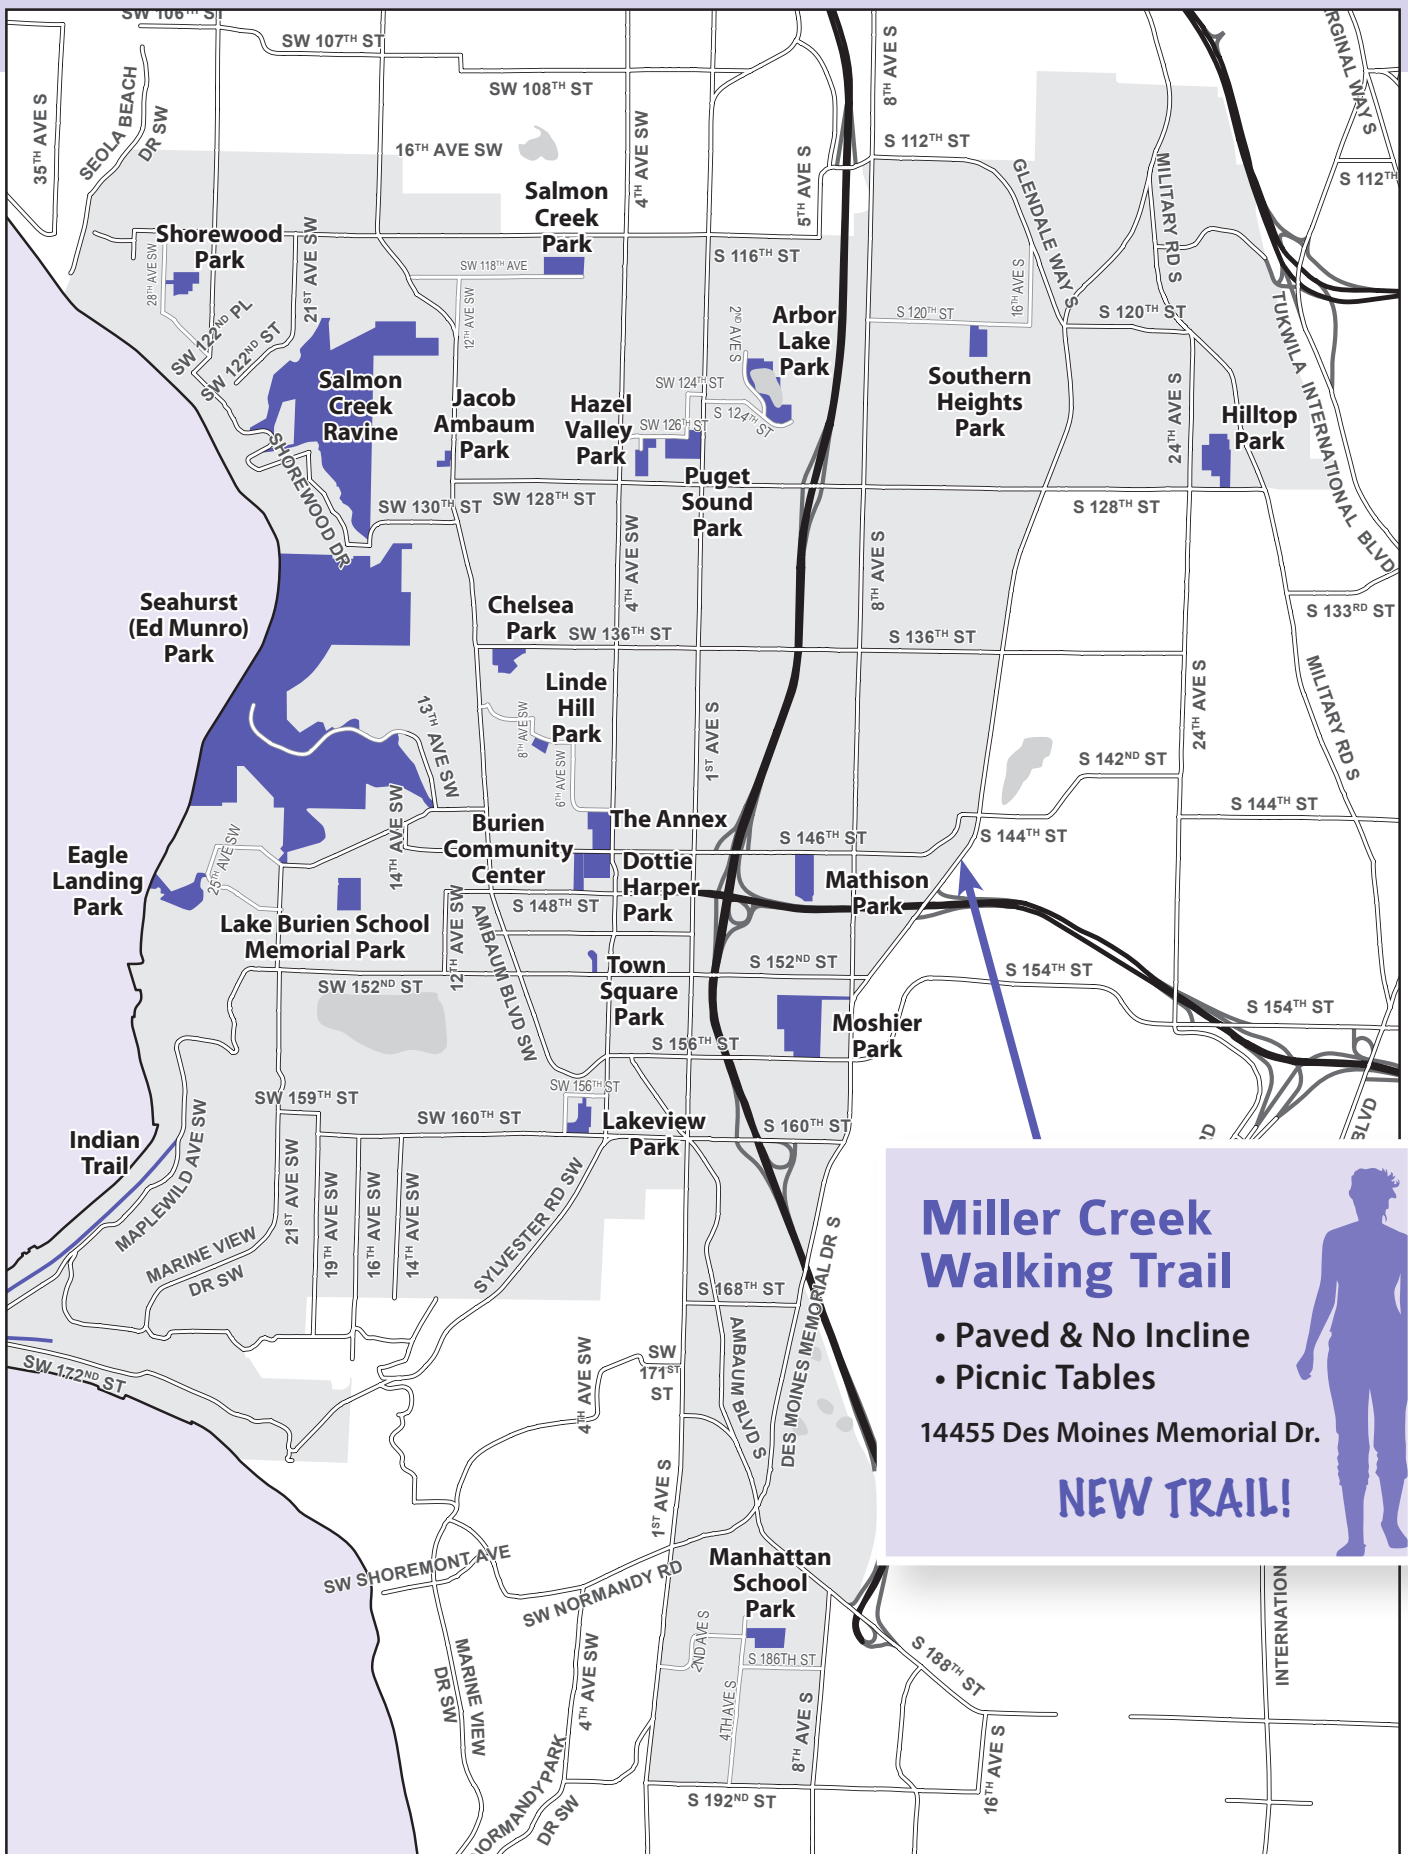 SW 106TH ST
SW 107TH ST
SW 108TH ST
35TH AVE S
SEOLA BEACH
DR SW
16TH AVE SW
4TH AVE SW
5TH AVE S
8TH AVE S
S 112TH ST
GLENDALE WAY S
MILITARY RD S
S 112TH
Salmon
Creek
Park
Shorewood
Park
28TH AVE SW
21ST AVE SW
SW 118TH AVE
12TH AVE SW
S 116TH ST
2ND AVE S
Arbor
Lake
Park
S 120TH ST
16TH AVE S
S 120TH ST
TUKWILA INTERNATIONAL BLVD
SW 122ND PL
SW 122ND ST
Salmon
Creek
Ravine
Jacob
Ambaum
Park
Hazel
Valley
Park
SW 124TH ST
S 124TH ST
SW 126TH ST
Southern
Heights
Park
24TH AVE S
Hilltop
Park
SHOREWOOD DR
SW 130TH ST
SW 128TH ST
Puget
Sound
Park
S 128TH ST
4TH AVE SW
8TH AVE S
Seahurst
(Ed Munro)
Park
Chelsea
Park
SW 136TH ST
S 136TH ST
S 133RD ST
MILITARY RD S
24TH AVE S
Linde
Hill
Park
13TH AVE SW
8TH AVE SW
6TH AVE SW
1ST AVE S
S 142ND ST
S 144TH ST
14TH AVE SW
Burien
Community
Center
The Annex
S 146TH ST
S 144TH ST
Eagle
Landing
Park
25TH AVE SW
Dottie
Harper
Park
Mathison
Park
S 148TH ST
Lake Burien School
Memorial Park
12TH AVE SW
AMBAUM BLVD SW
SW 152ND ST
Town
Square
Park
S 152ND ST
S 154TH ST
S 154TH ST
Moshier
Park
S 156TH ST
SW 156TH ST
SW 159TH ST
SW 160TH ST
Lakeview
Park
S 160TH ST
BLVD
Indian
Trail
MAPLEWILD AVE SW
21ST AVE SW
19TH AVE SW
16TH AVE SW
14TH AVE SW
SYLVESTER RD SW
MARINE VIEW
DR SW
DES MOINES MEMORIAL DR S
S 168TH ST
AMBAUM BLVD S
SW
171ST
ST
4TH AVE SW
SW 172ND ST
Miller Creek
Walking Trail
• Paved & No Incline
• Picnic Tables
14455 Des Moines Memorial Dr.
NEW TRAIL!
1ST AVE S
SW SHOREMONT AVE
SW NORMANDY RD
Manhattan
School
Park
2ND AVE S
S 186TH ST
4TH AVE S
8TH AVE S
S 188TH ST
16TH AVE S
INTERNATION
MARINE VIEW
DR SW
4TH AVE SW
NORMANDY PARK
DR SW
S 192ND ST